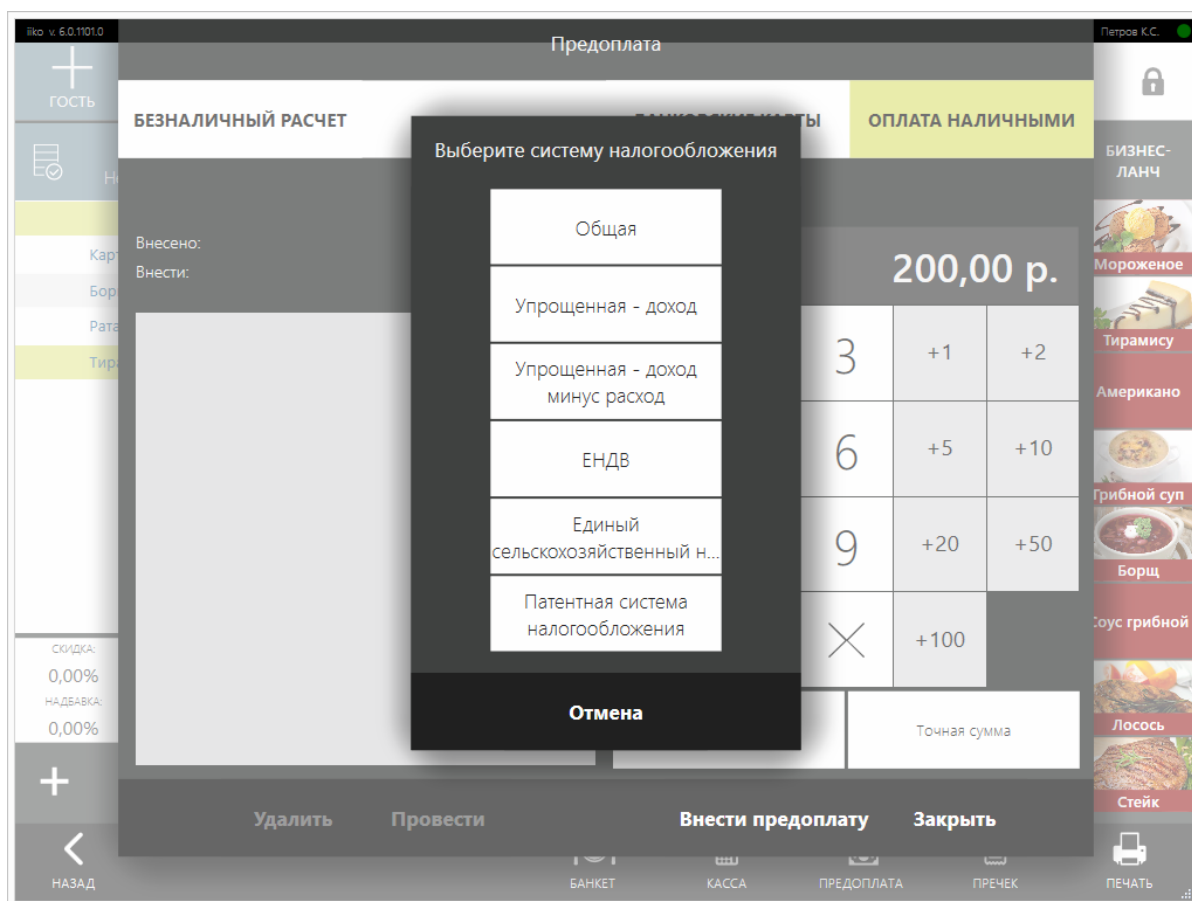 iiko v. 6.0.1101.0
Предоплата
Петров К.С.
ГОСТЬ
БЕЗНАЛИЧНЫЙ РАСЧЕТ
ОПЛАТА НАЛИЧНЫМИ
Выберите систему налогообложения
БИЗНЕС-
ЛАНЧ
Общая
Внесено:
Внести:
200,00 р.
Мороженое
Упрощенная - доход
3 +1 +2
Тирамису
Упрощенная - доход
минус расход
Американо
ЕНДВ
6 +5 +10
Грибной суп
Единый
сельскохозяйственный н...
9 +20 +50
Борщ
Патентная система
налогообложения
+100
Соус грибной
СКИДКА:
0,00%
НАДБАВКА:
0,00%
Отмена
Точная сумма
Лосось
Стейк
Удалить
Провести
Внести предоплату
Закрыть
НАЗАД
БАНКЕТ
КАССА
ПРЕДОПЛАТА
ПРЕЧЕК
ПЕЧАТЬ